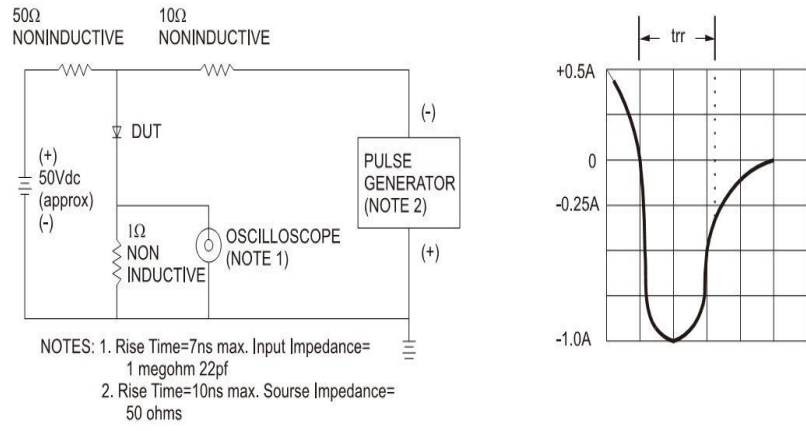 50Ω
NONINDUCTIVE
10Ω
NONINDUCTIVE
DUT
(+)
50Vdc
(approx)
(-)
1Ω
NON
INDUCTIVE
OSCILLOSCOPE
(NOTE 1)
(-)
PULSE
GENERATOR
(NOTE 2)
(+)
NOTES: 1. Rise Time=7ns max. Input Impedance=
1 megohm 22pf
2. Rise Time=10ns max. Sourse Impedance=
50 ohms
trr
+0.5A
0
-0.25A
-1.0A